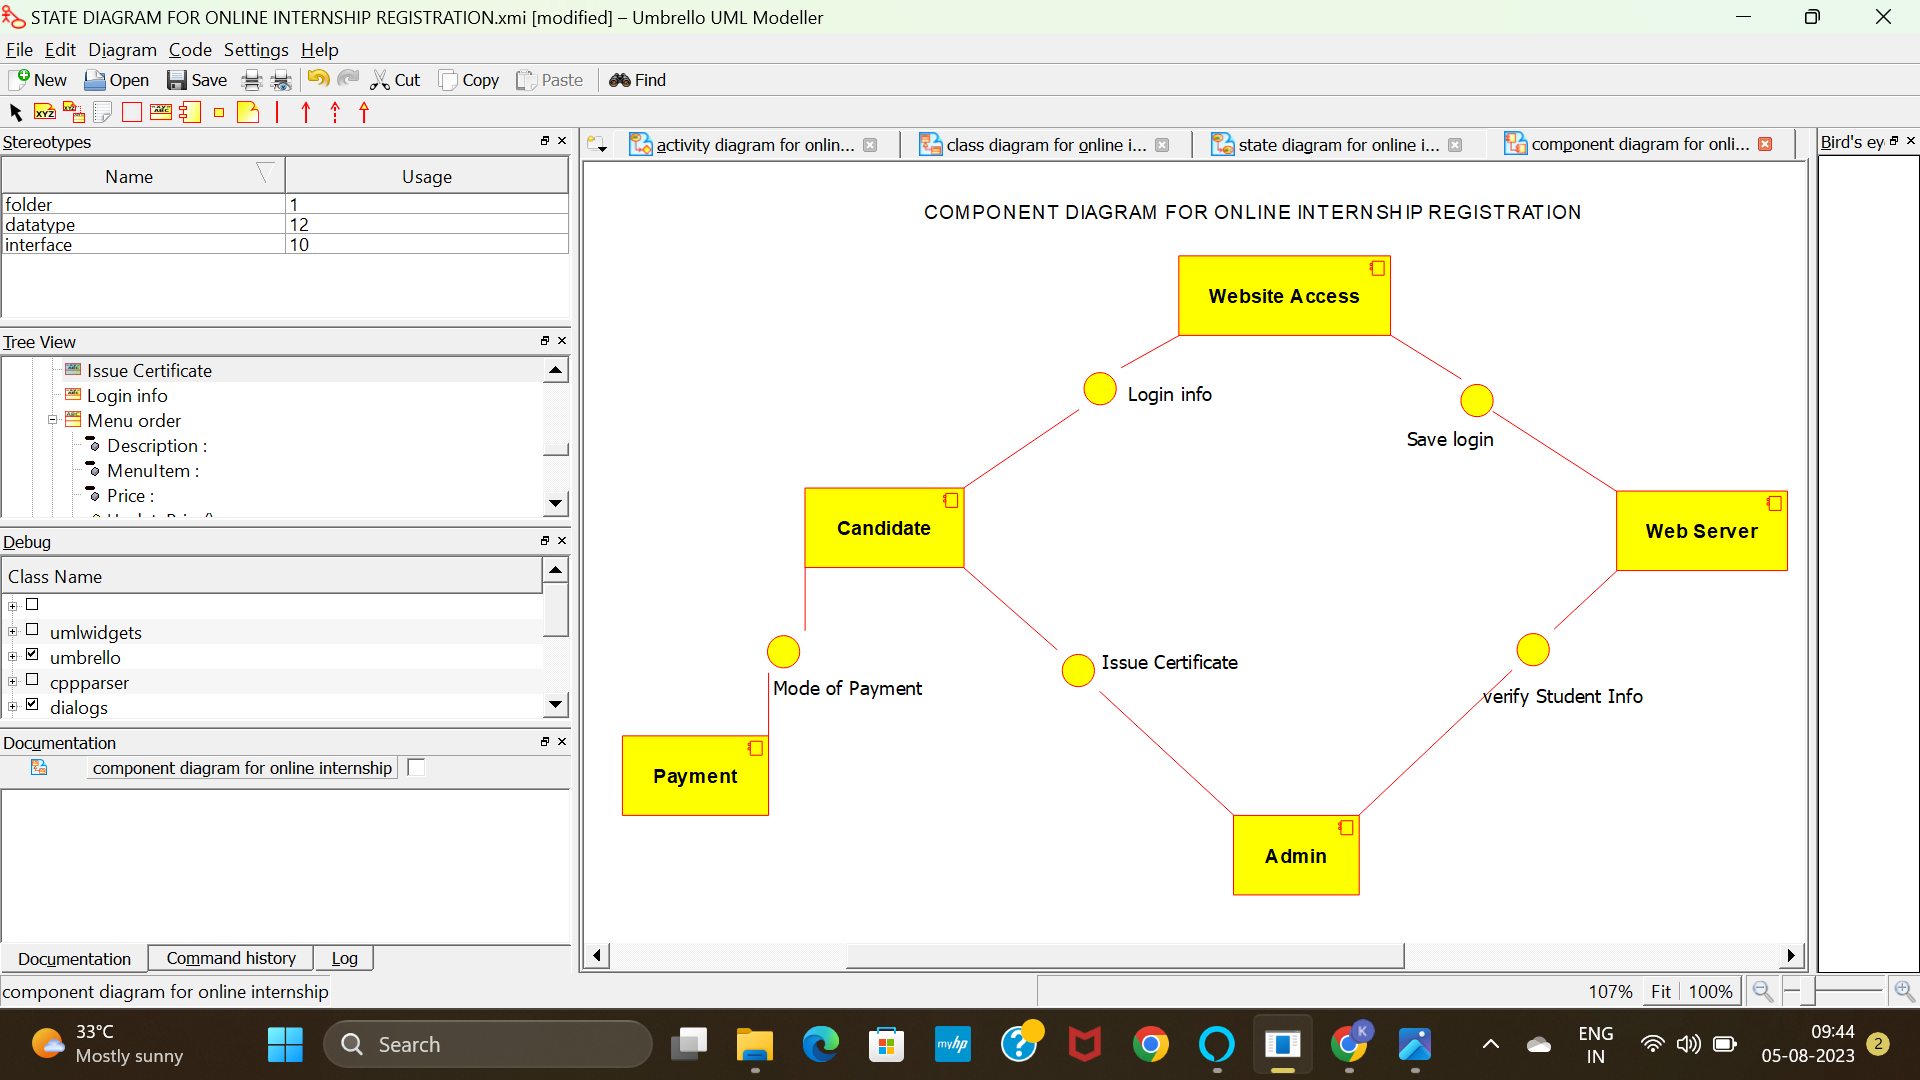 STATE DIAGRAM FOR ONLINE INTERNSHIP REGISTRATION.xmi [modified] – Umbrello UML Modeller
File Edit Diagram Code Settings Help
New Open Save Cut Copy Paste Find
XYZ
Stereotypes
Name Usage
folder 1
datatype 12
interface 10
Tree View
Issue Certificate
Login info
Menu order
Description :
MenuItem :
Price :
Debug
Class Name
umlwidgets
umbrello
cppparser
dialogs
Documentation
component diagram for online internship
Documentation Command history Log
component diagram for online internship
activity diagram for onlin... class diagram for online i... state diagram for online i... component diagram for onli...
Bird's ey
COMPONENT DIAGRAM FOR ONLINE INTERNSHIP REGISTRATION
Website Access
Login info
Save login
Candidate
Web Server
Issue Certificate
Mode of Payment
verify Student Info
Payment
Admin
107% Fit 100%
33°C
Mostly sunny
Search
myhp
K
ENG
IN
09:44
05-08-2023
2